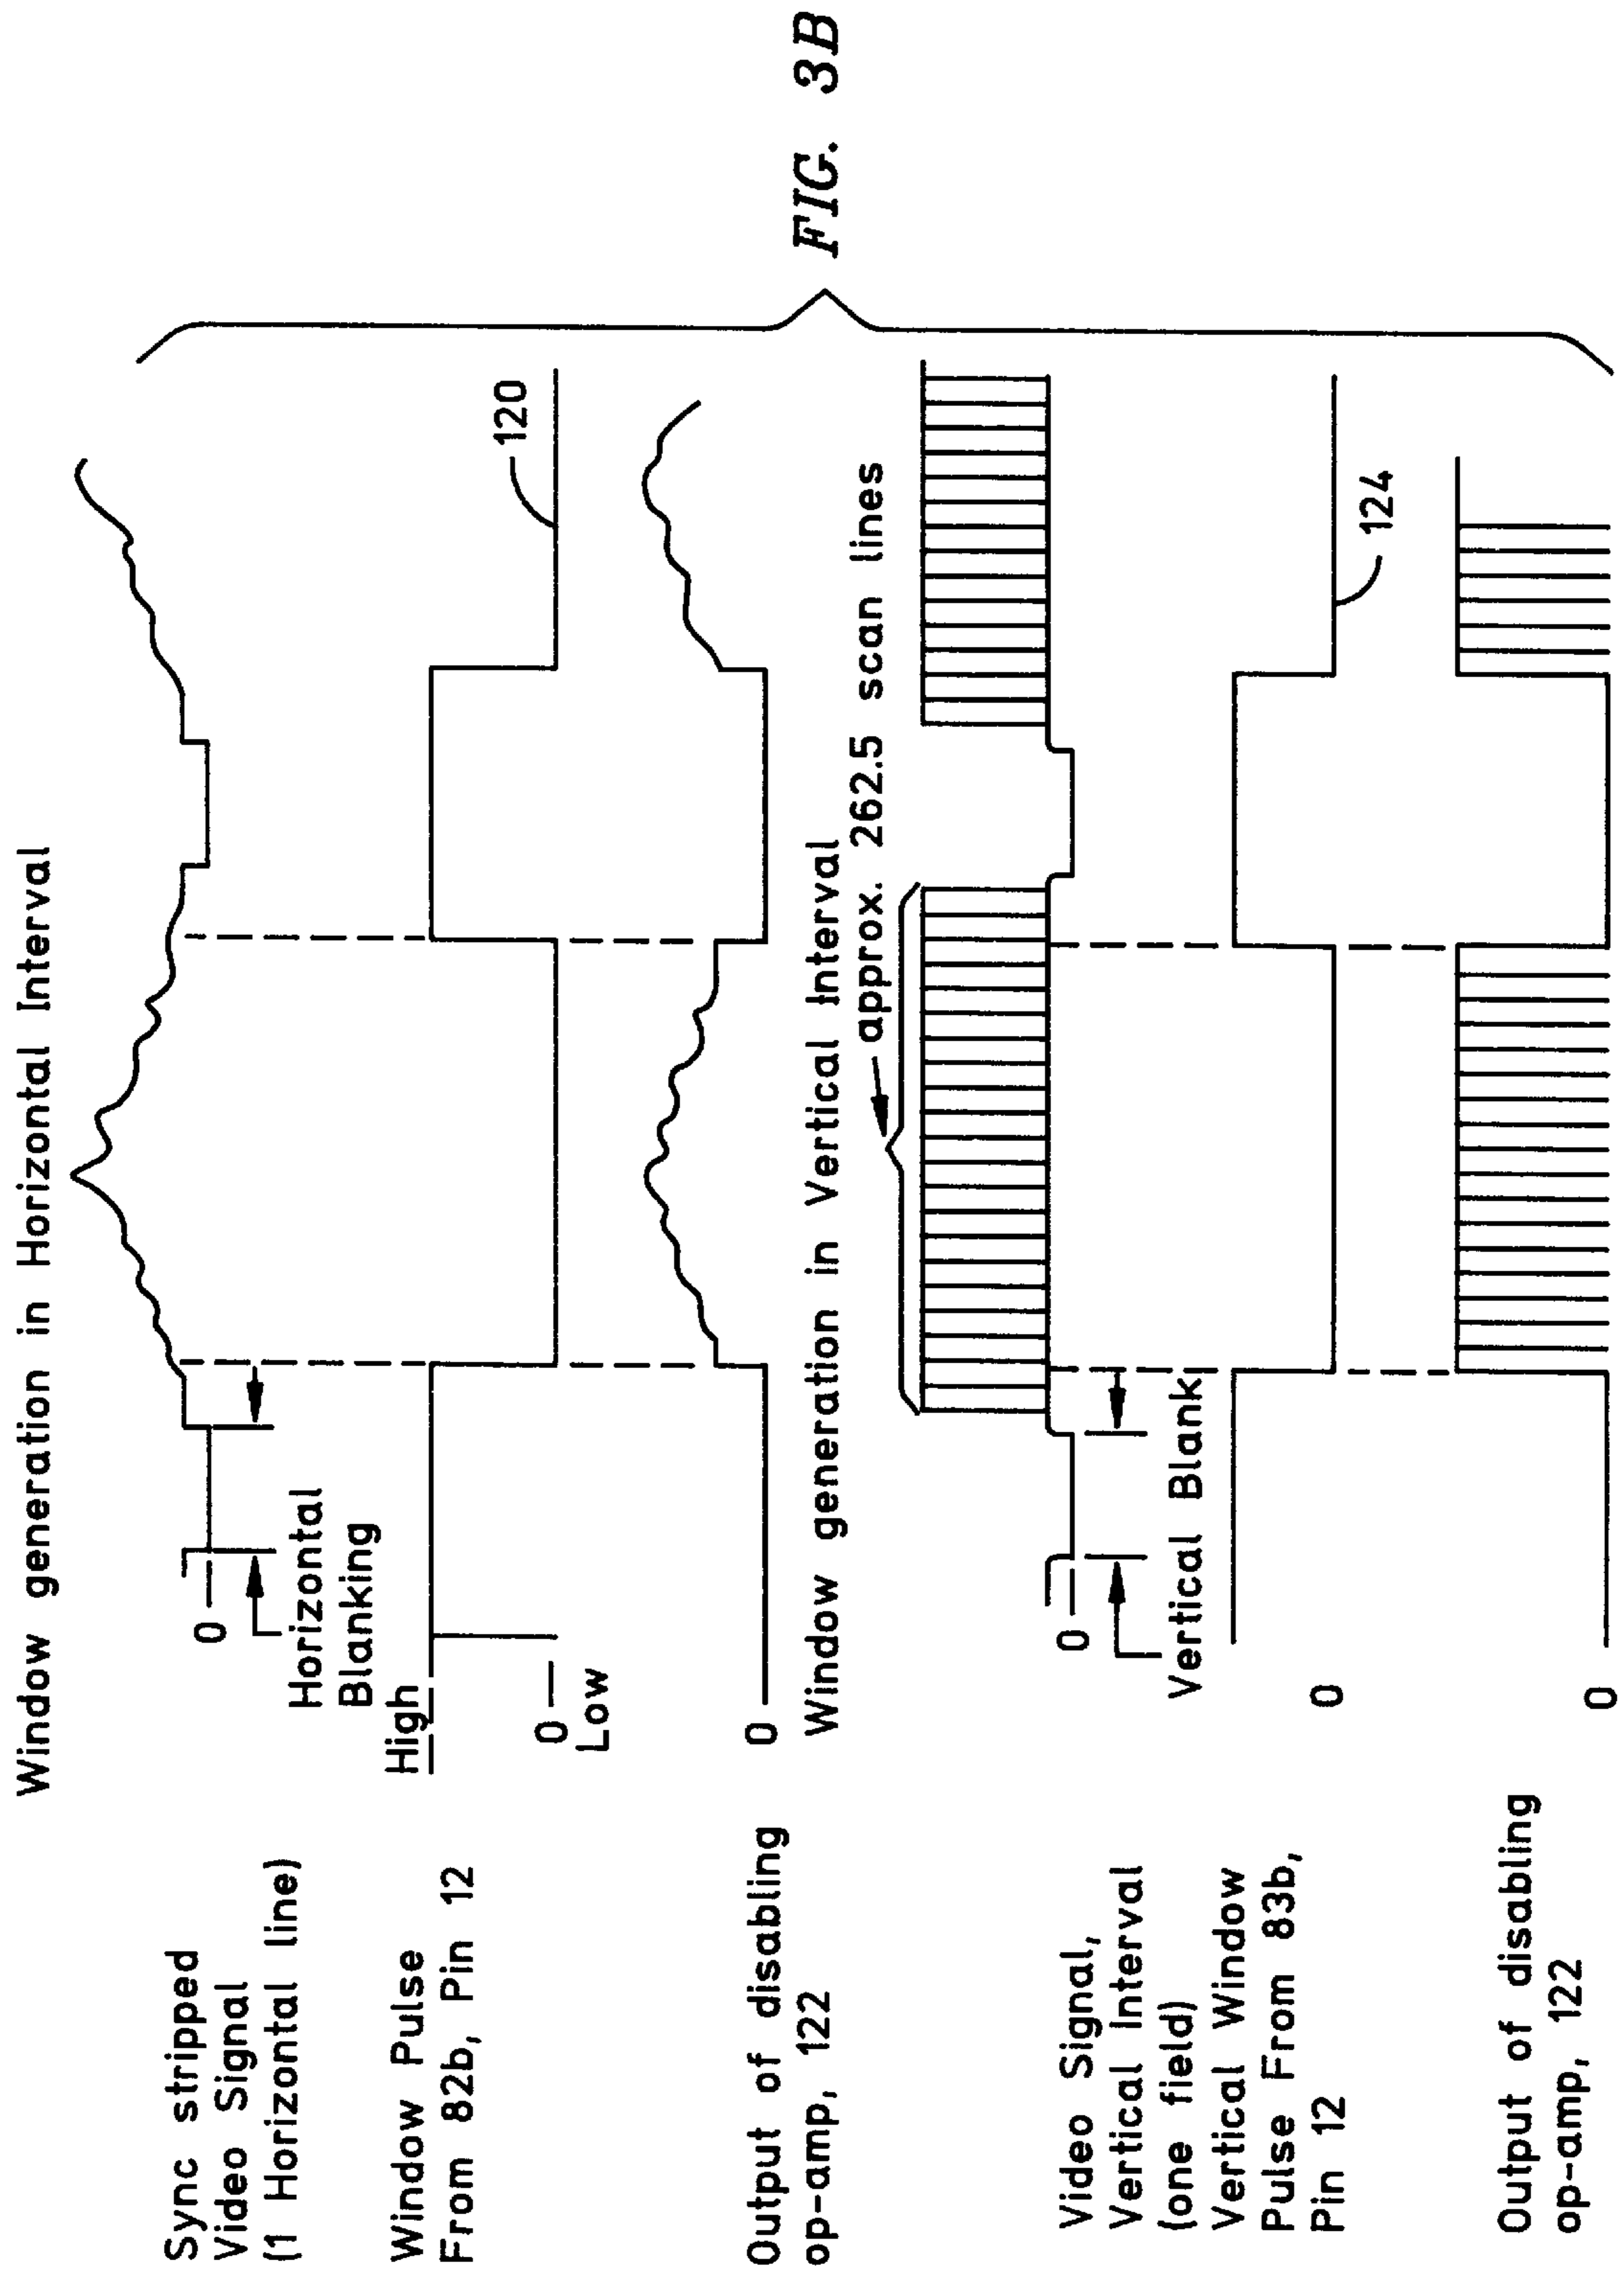 Window generation in Horizontal Interval
Sync stripped
Video Signal
(1 Horizontal line)
0
Horizontal
Blanking
Window Pulse
From 82b, Pin 12
High
0
Low
120
Output of disabling
op-amp, 122
0
Window generation in Vertical Interval
approx. 262.5 scan lines
Video Signal,
Vertical Interval
(one field)
0
Vertical Blank
Vertical Window
Pulse From 83b,
Pin 12
0
124
Output of disabling
op-amp, 122
0
FIG. 3B